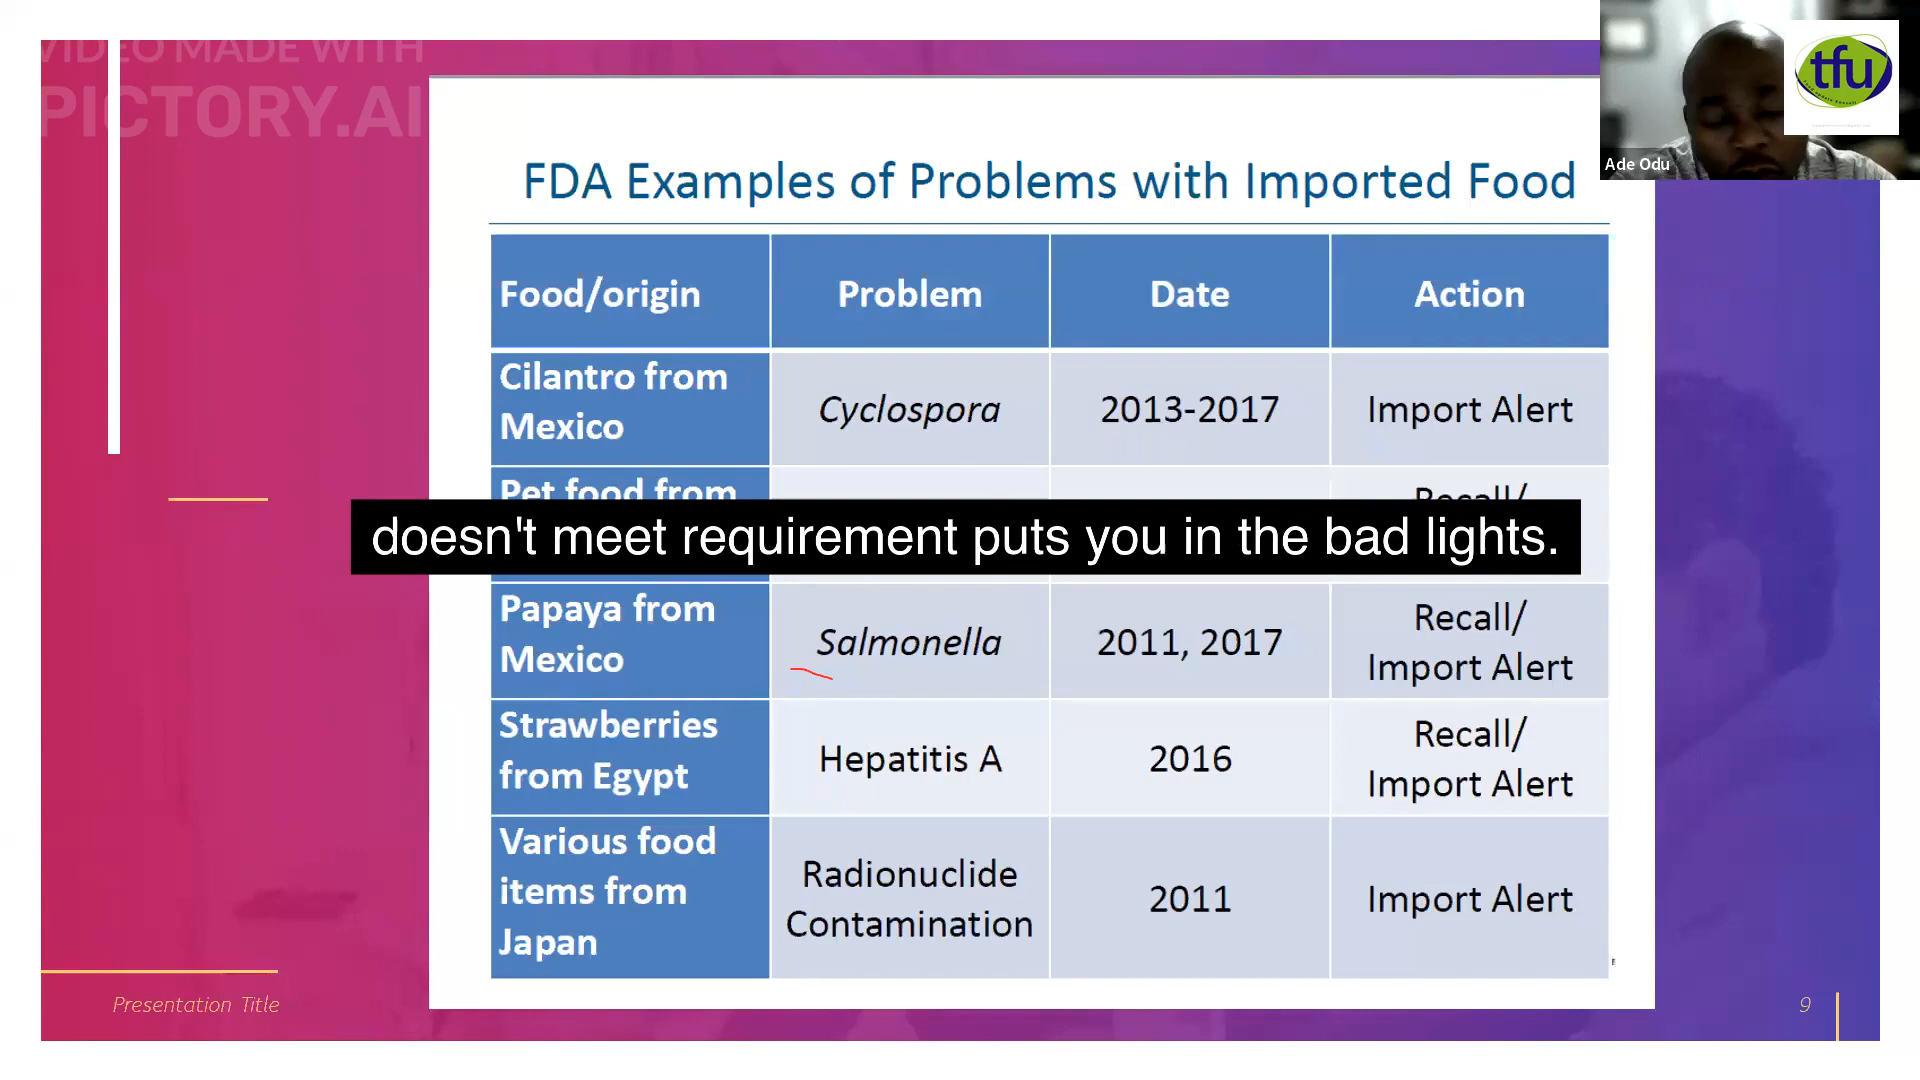 VIDEO MADE WITH
PICTORY.AI
tfu
Ade Odu
FDA Examples of Problems with Imported Food
Food/origin Problem Date Action
Cilantro from
Mexico
Cyclospora 2013-2017 Import Alert
Pet food from
Recall/
doesn't meet requirement puts you in the bad lights.
Papaya from
Mexico
Salmonella 2011, 2017 Recall/
Import Alert
Strawberries
from Egypt
Hepatitis A 2016 Recall/
Import Alert
Various food
items from
Japan
Radionuclide
Contamination
2011 Import Alert
Presentation Title
9